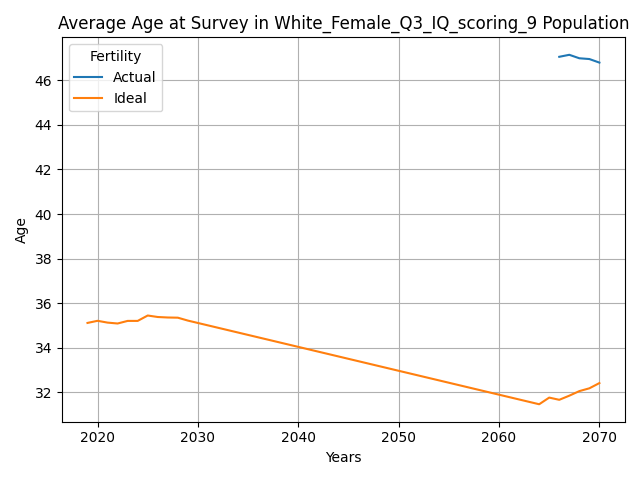 Average Age at Survey in White_Female_Q3_IQ_scoring_9 Population
Fertility
Actual
Ideal
46
44
42
40
38
36
34
32
Age
2020 2030 2040 2050 2060 2070
Years